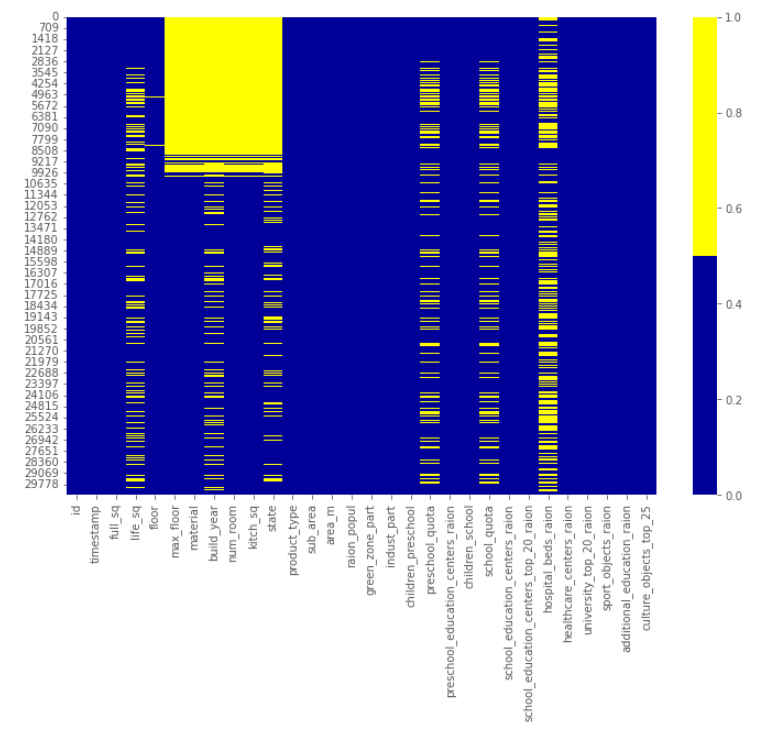 0
709
1418
2127
2836
3545
4254
4963
5672
6381
7090
7799
8508
9217
9926
10635
11344
12053
12762
13471
14180
14889
15598
16307
17016
17725
18434
19143
19852
20561
21270
21979
22688
23397
24106
24815
25524
26233
26942
27651
28360
29069
29778
1.0
0.8
0.6
0.4
0.2
0.0
id
timestamp
full_sq
life_sq
floor
max_floor
material
build_year
num_room
kitch_sq
state
product_type
sub_area
area_m
raion_popul
green_zone_part
indust_part
children_preschool
preschool_quota
preschool_education_centers_raion
children_school
school_quota
school_education_centers_raion
school_education_centers_top_20_raion
hospital_beds_raion
healthcare_centers_raion
university_top_20_raion
sport_objects_raion
additional_education_raion
culture_objects_top_25